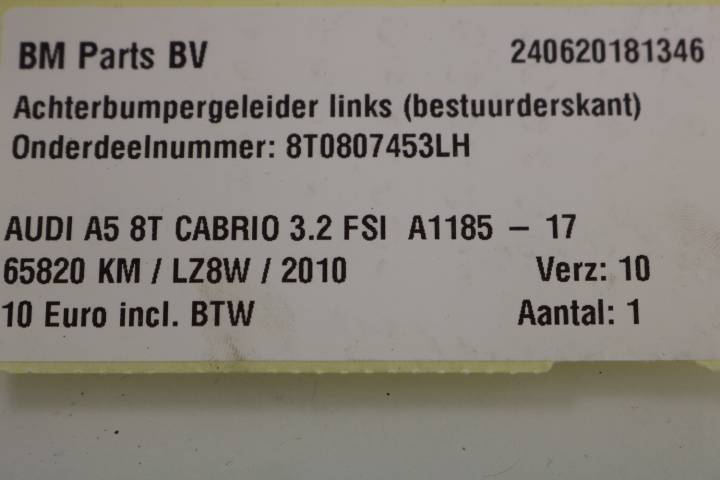 BM Parts BV 240620181346
Achterbumpergeleider links (bestuurderskant)
Onderdeelnummer: 8T0807453LH
AUDI A5 8T CABRIO 3.2 FSI A1185 – 17
65820 KM / LZ8W / 2010 Verz: 10
10 Euro incl. BTW Aantal: 1